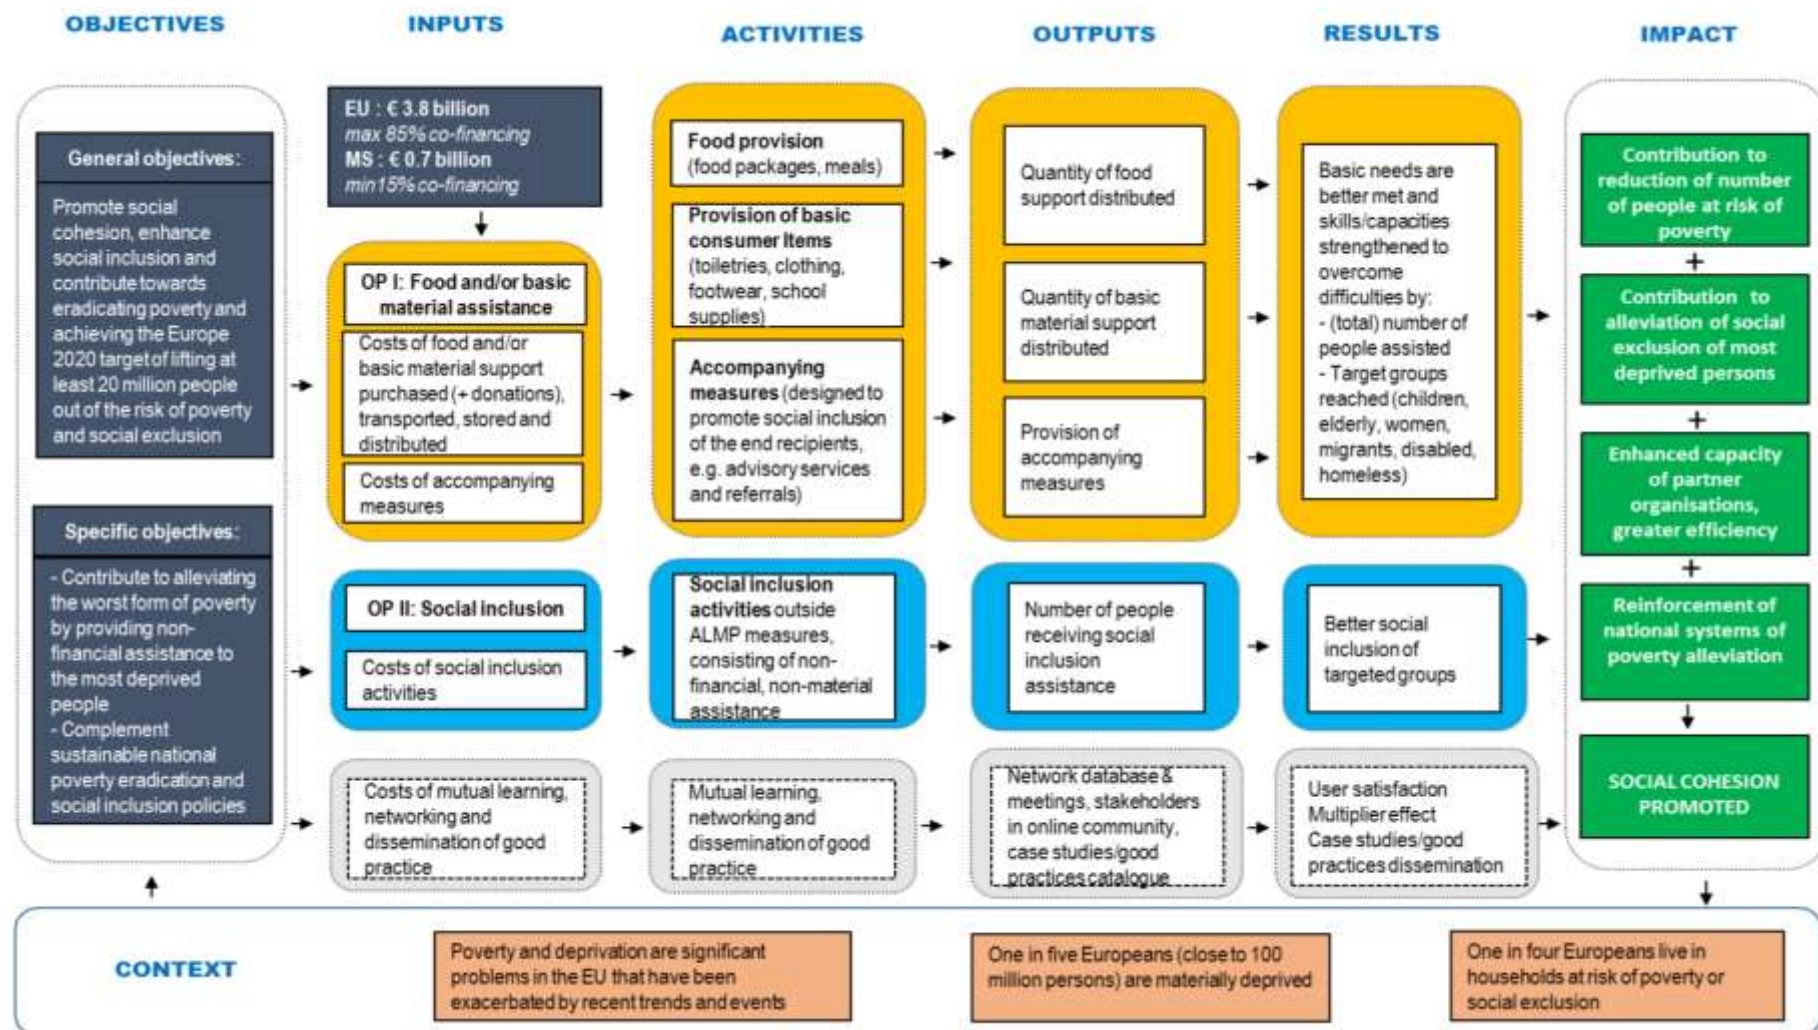 OBJECTIVES
INPUTS
ACTIVITIES
OUTPUTS
RESULTS
IMPACT
General objectives:
Promote social
cohesion, enhance
social inclusion and
contribute towards
eradicating poverty and
achieving the Europe
2020 target of lifting at
least 20 million people
out of the risk of poverty
and social exclusion
Specific objectives:
- Contribute to alleviating
the worst form of poverty
by providing non-
financial assistance to
the most deprived
people
- Complement
sustainable national
poverty eradication and
social inclusion policies
EU : € 3.8 billion
max 85% co-financing
MS : € 0.7 billion
min15% co-financing
OP I: Food and/or basic
material assistance
Costs of food and/or
basic material support
purchased (+ donations),
transported, stored and
distributed
Costs of accompanying
measures
OP II: Social inclusion
Costs of social inclusion
activities
Costs of mutual learning,
networking and
dissemination of good
practice
Food provision
(food packages, meals)
Provision of basic
consumer Items
(toiletries, clothing,
footwear, school
supplies)
Accompanying
measures (designed to
promote social inclusion
of the end recipients,
e.g. advisory services
and referrals)
Social inclusion
activities outside
ALMP measures,
consisting of non-
financial, non-material
assistance
Mutual learning,
networking and
dissemination of good
practice
Quantity of food
support distributed
Quantity of basic
material support
distributed
Provision of
accompanying
measures
Number of people
receiving social
inclusion
assistance
Network database &
meetings, stakeholders
in online community,
case studies/good
practices catalogue
Basic needs are
better met and
skills/capacities
strengthened to
overcome
difficulties by:
- (total) number of
people assisted
- Target groups
reached (children,
elderly, women,
migrants, disabled,
homeless)
Better social
inclusion of
targeted groups
User satisfaction
Multiplier effect
Case studies/good
practices dissemination
Contribution to
reduction of number
of people at risk of
poverty
+
Contribution to
alleviation of social
exclusion of most
deprived persons
+
Enhanced capacity
of partner
organisations,
greater efficiency
+
Reinforcement of
national systems of
poverty alleviation
SOCIAL COHESION
PROMOTED
CONTEXT
Poverty and deprivation are significant
problems in the EU that have been
exacerbated by recent trends and events
One in five Europeans (close to 100
million persons) are materially deprived
One in four Europeans live in
households at risk of poverty or
social exclusion